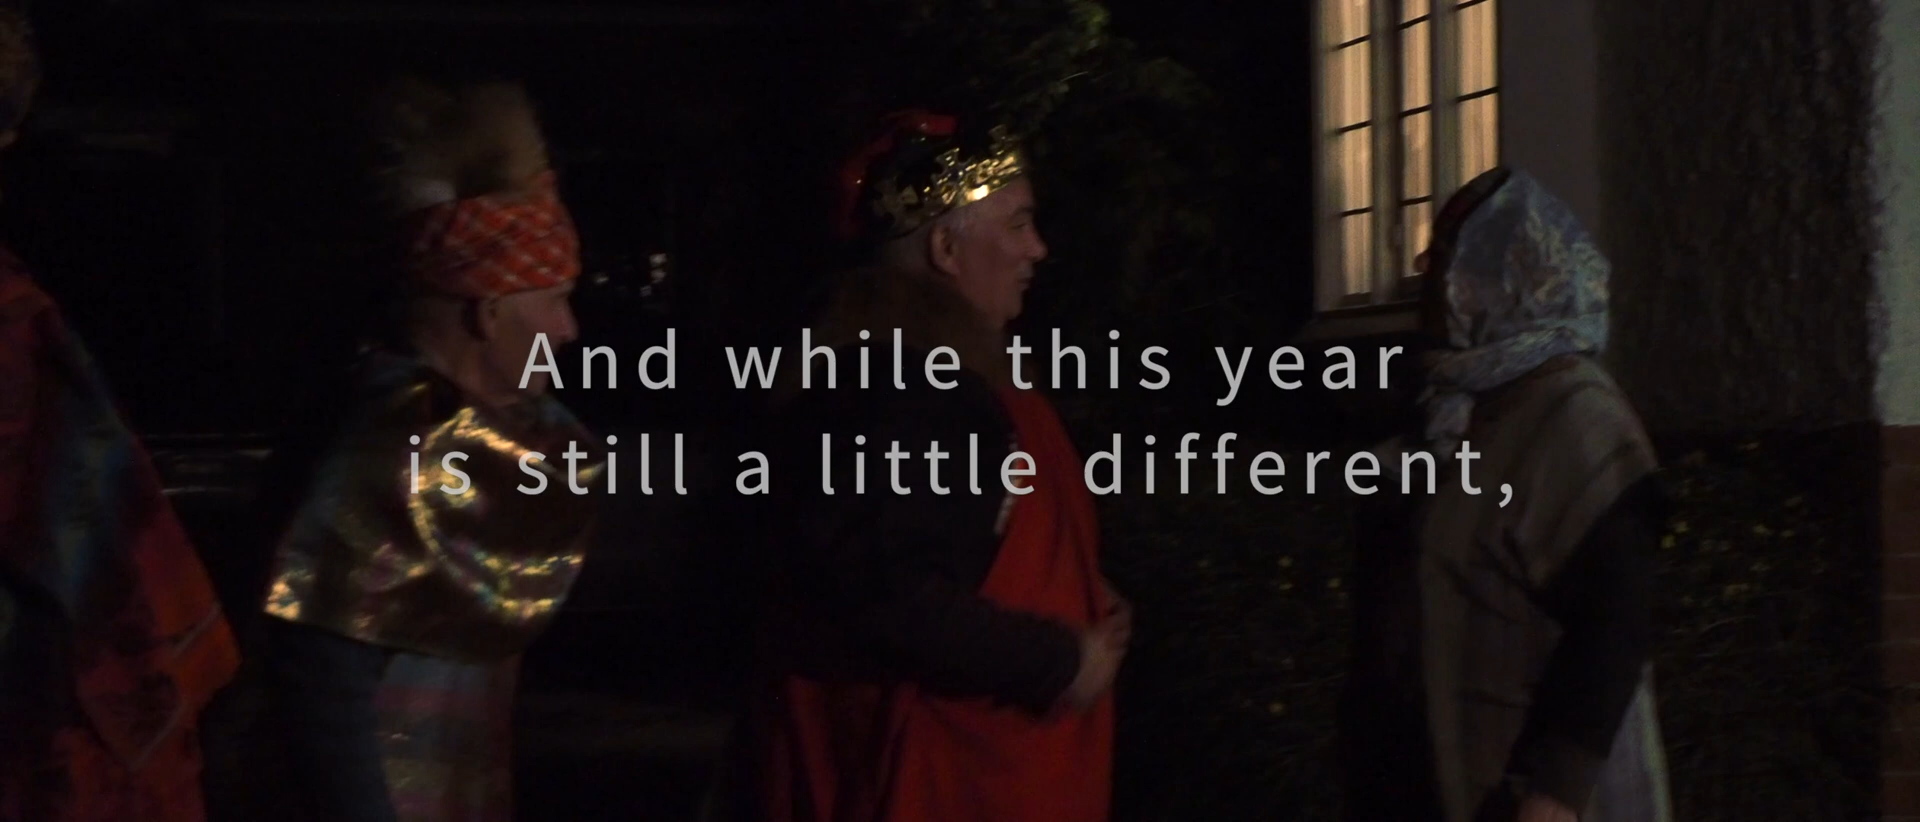 And while this year
is still a little different,